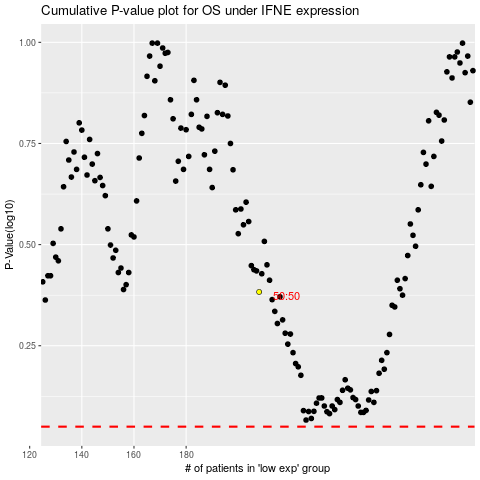 Cumulative P-value plot for OS under IFNE expression
1.00
0.75
0.50
0.25
P-Value(log10)
50:50
120 140 160 180
# of patients in 'low exp' group